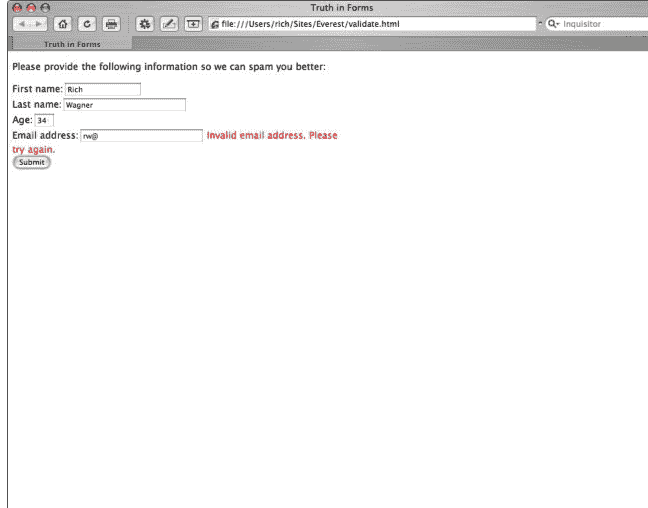 Truth in Forms
file:///Users/rich/Sites/Everest/validate.html
Inquisitor
Truth in Forms
Please provide the following information so we can spam you better:
First name: Rich
Last name: Wagner
Age: 34
Email address: rw@ Invalid email address. Please
try again.
Submit